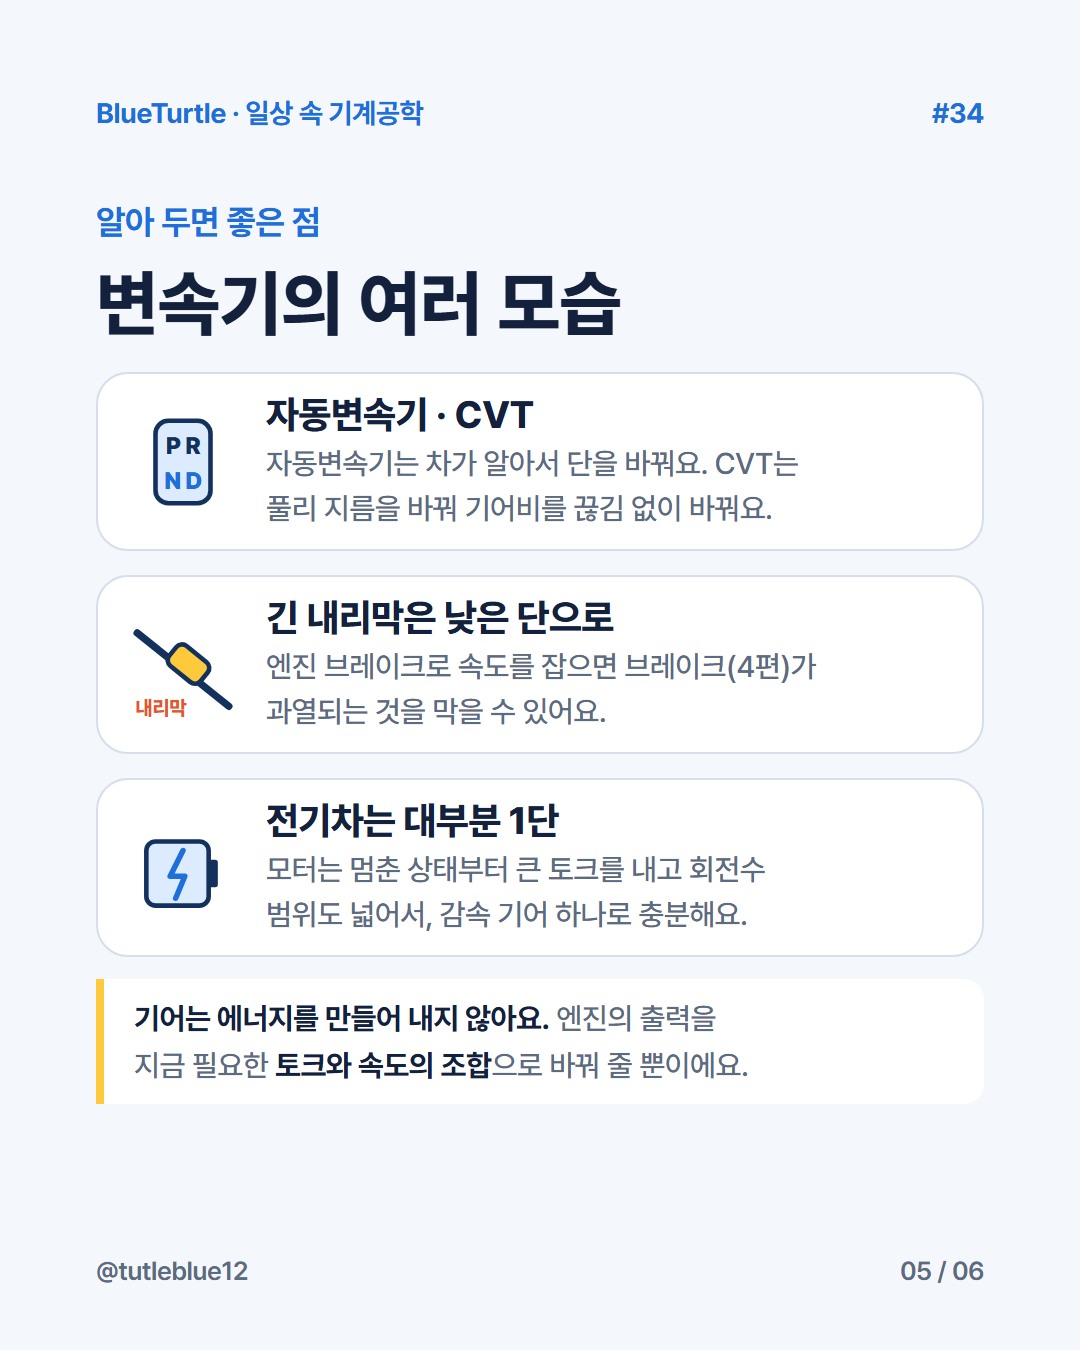 BlueTurtle · 일상 속 기계공학
#34
알아 두면 좋은 점
변속기의 여러 모습
P R
N D
자동변속기 · CVT
자동변속기는 차가 알아서 단을 바꿔요. CVT는
풀리 지름을 바꿔 기어비를 끊김 없이 바꿔요.
내리막
긴 내리막은 낮은 단으로
엔진 브레이크로 속도를 잡으면 브레이크(4편)가
과열되는 것을 막을 수 있어요.
전기차는 대부분 1단
모터는 멈춘 상태부터 큰 토크를 내고 회전수
범위도 넓어서, 감속 기어 하나로 충분해요.
기어는 에너지를 만들어 내지 않아요. 엔진의 출력을
지금 필요한 토크와 속도의 조합으로 바꿔 줄 뿐이에요.
@tutleblue12
05 / 06